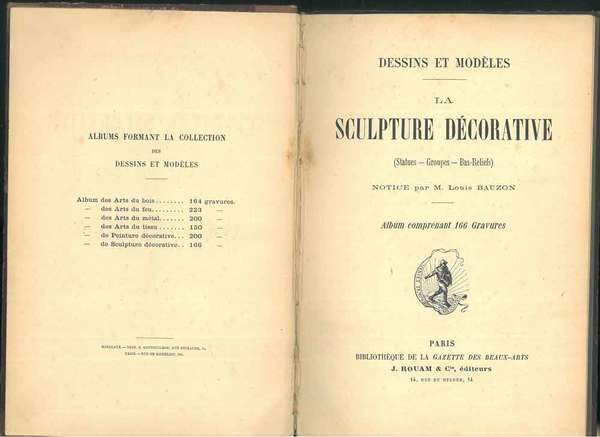 ALBUMS FORMANT LA COLLECTION
DES
DESSINS ET MODÈLES
Album des Arts du bois........ 164 gravures.
— des Arts du feu......... 223 —
— des Arts du métal........ 200 —
— des Arts du tissu........ 150 —
— de Peinture décorative.. 200 —
— de Sculpture décorative.. 166 —
BORDEAUX — IMP. G.
DESSINS ET MODÈLES
LA
SCULPTURE DÉCORATIVE
(Statues — Groupes — Bas-Reliefs)
NOTICE PAR M. Louis BAUZON
Album comprenant 166 Gravures
PARIS
BIBLIOTHÈQUE DE LA GAZETTE DES BEAUX-ARTS
J. ROUAM & Cie, éditeurs
14, RUE DU HELDER, 14